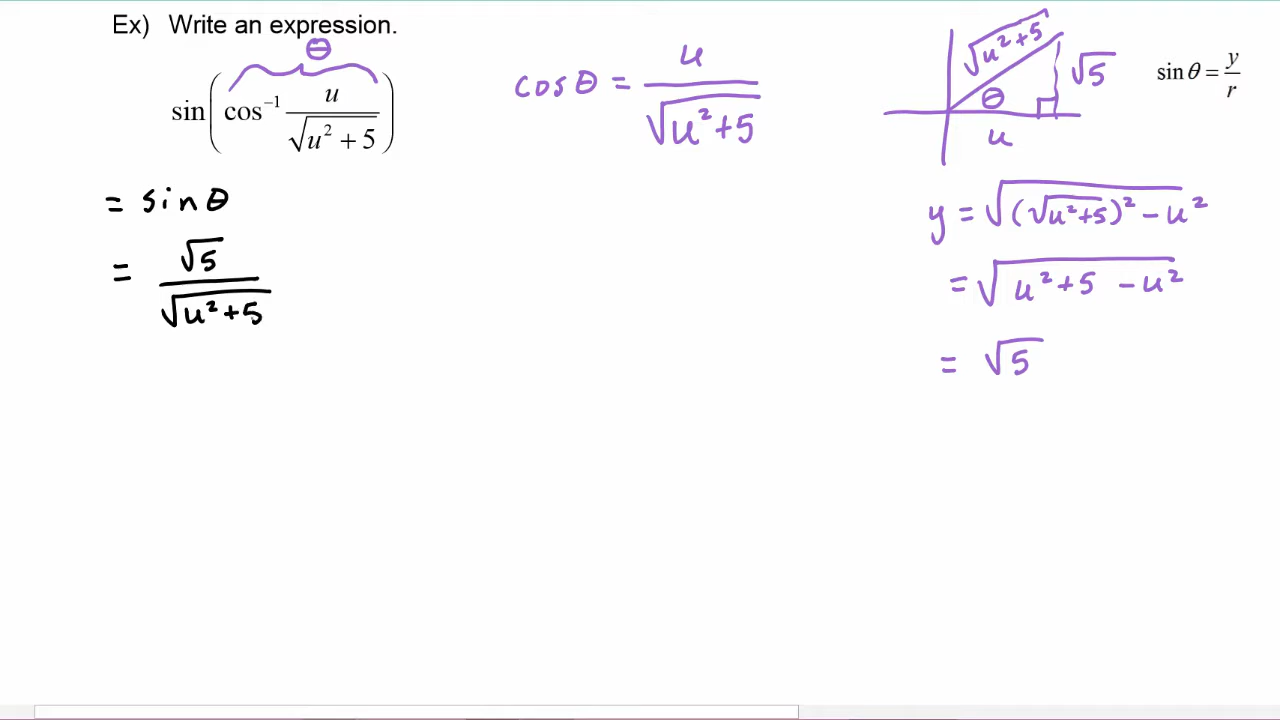 Ex) Write an expression.
θ
sin(cos⁻¹ u/√(u² + 5))
= sin θ
= √5/√(u²+5)
cos θ = u/√(u²+5)
√(u²+5)
√5
θ
u
sin θ = y/r
y = √((√(u²+5))² − u²)
= √(u²+5 − u²)
= √5